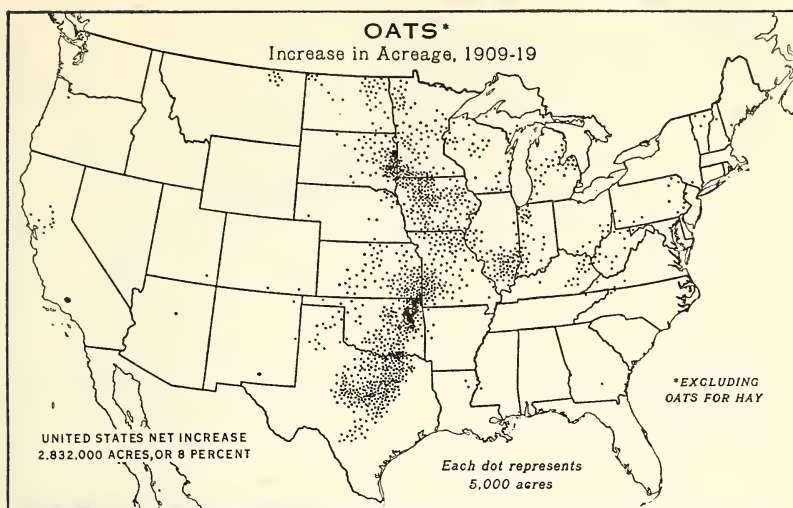 OATS*
Increase in Acreage, 1909-19
*EXCLUDING
OATS FOR HAY
UNITED STATES NET INCREASE
2,832,000 ACRES, OR 8 PERCENT
Each dot represents
5,000 acres